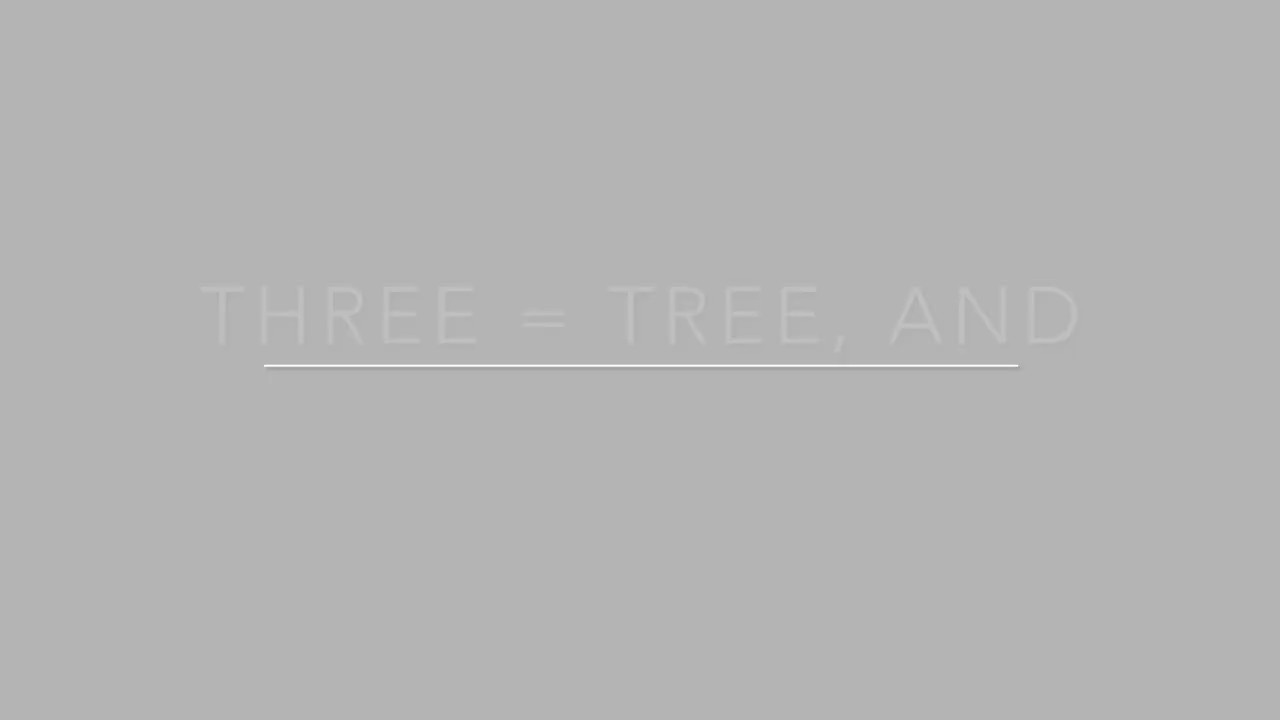 THREE = TREE, AND